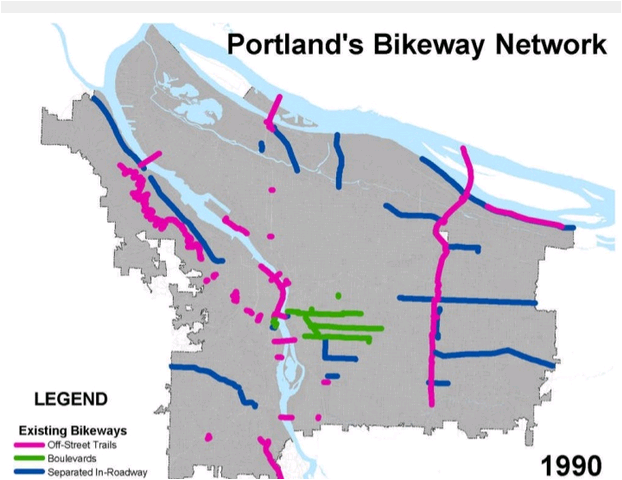 Portland's Bikeway Network
LEGEND
Existing Bikeways
Off-Street Trails
Boulevards
Separated In-Roadway
1990